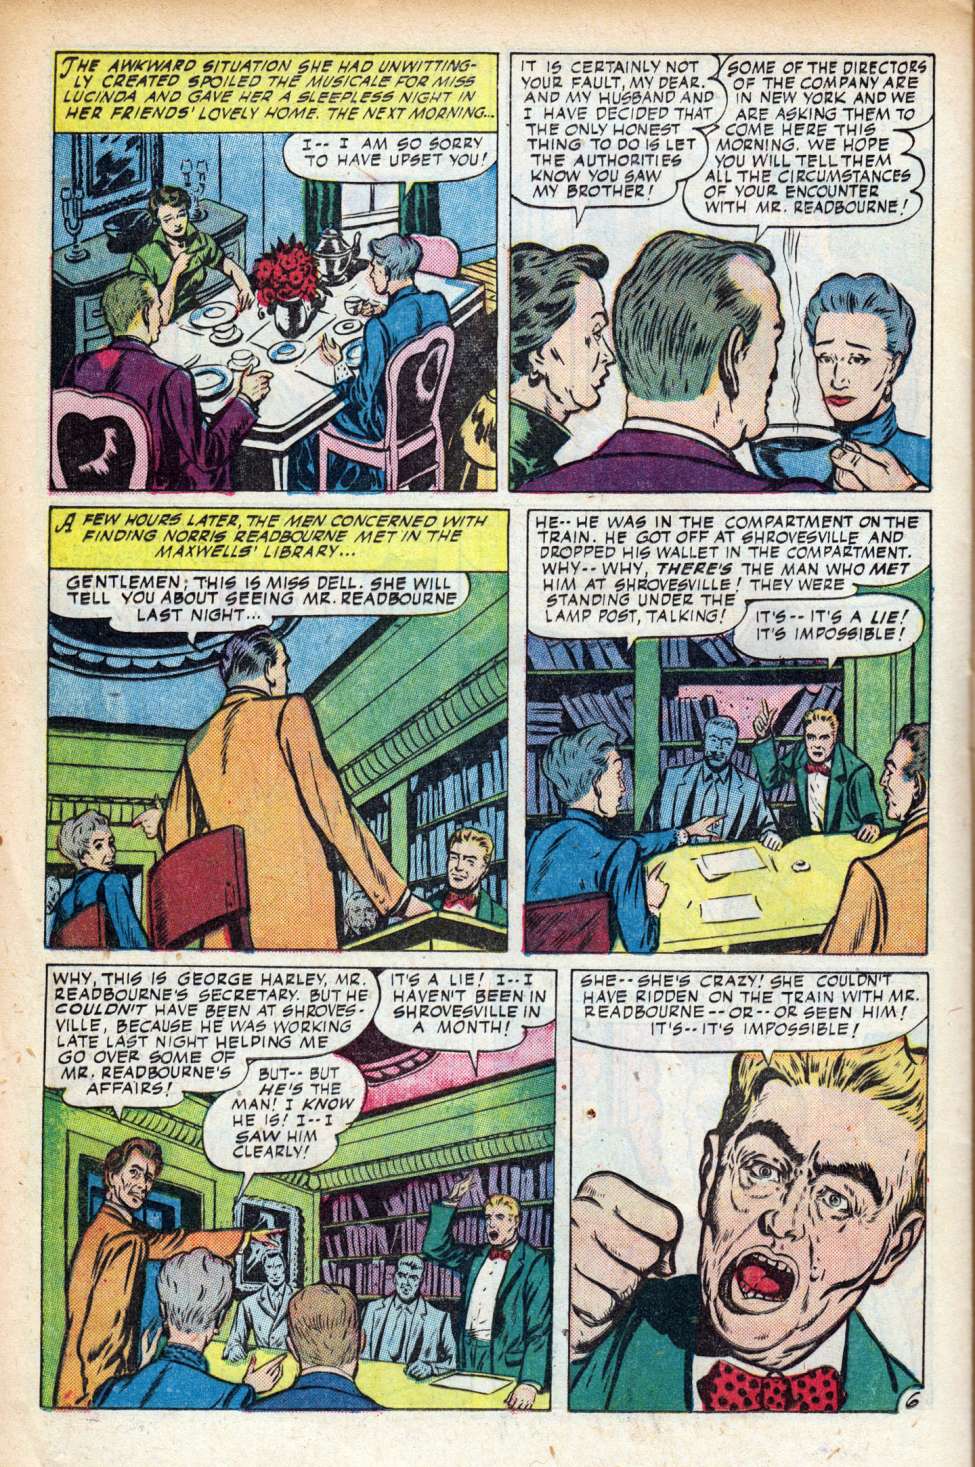 THE AWKWARD SITUATION SHE HAD UNWITTING-
LY CREATED SPOILED THE MUSICALE FOR MISS
LUCINDA AND GAVE HER A SLEEPLESS NIGHT IN
HER FRIENDS' LOVELY HOME. THE NEXT MORNING...
I-- I AM SO SORRY
TO HAVE UPSET YOU!
IT IS CERTAINLY NOT
YOUR FAULT, MY DEAR.
AND MY HUSBAND AND
I HAVE DECIDED THAT
THE ONLY HONEST
THING TO DO IS LET
THE AUTHORITIES
KNOW YOU SAW
MY BROTHER!
SOME OF THE DIRECTORS
OF THE COMPANY ARE
IN NEW YORK AND WE
ARE ASKING THEM TO
COME HERE THIS
MORNING. WE HOPE
YOU WILL TELL THEM
ALL THE CIRCUMSTANCES
OF YOUR ENCOUNTER
WITH MR. READBOURNE!
A FEW HOURS LATER, THE MEN CONCERNED WITH
FINDING NORRIS READBOURNE MET IN THE
MAXWELLS' LIBRARY...
GENTLEMEN, THIS IS MISS DELL. SHE WILL
TELL YOU ABOUT SEEING MR. READBOURNE
LAST NIGHT...
HE-- HE WAS IN THE COMPARTMENT ON THE
TRAIN. HE GOT OFF AT SHROVESVILLE AND
DROPPED HIS WALLET IN THE COMPARTMENT.
WHY-- WHY, THERE'S THE MAN WHO MET
HIM AT SHROVESVILLE! THEY WERE
STANDING UNDER THE
LAMP POST, TALKING!
IT'S-- IT'S A LIE!
IT'S IMPOSSIBLE!
WHY, THIS IS GEORGE HARLEY, MR.
READBOURNE'S SECRETARY. BUT HE
COULDN'T HAVE BEEN AT SHROVES-
VILLE, BECAUSE HE WAS WORKING
LATE LAST NIGHT HELPING ME
GO OVER SOME OF
MR. READBOURNE'S
AFFAIRS!
BUT-- BUT
HE'S THE
MAN! I KNOW
HE IS! I-- I
SAW HIM
CLEARLY!
IT'S A LIE! I-- I
HAVEN'T BEEN IN
SHROVESVILLE IN
A MONTH!
SHE-- SHE'S CRAZY! SHE COULDN'T
HAVE RIDDEN ON THE TRAIN WITH MR.
READBOURNE-- OR-- OR SEEN HIM!
IT'S-- IT'S IMPOSSIBLE!
6